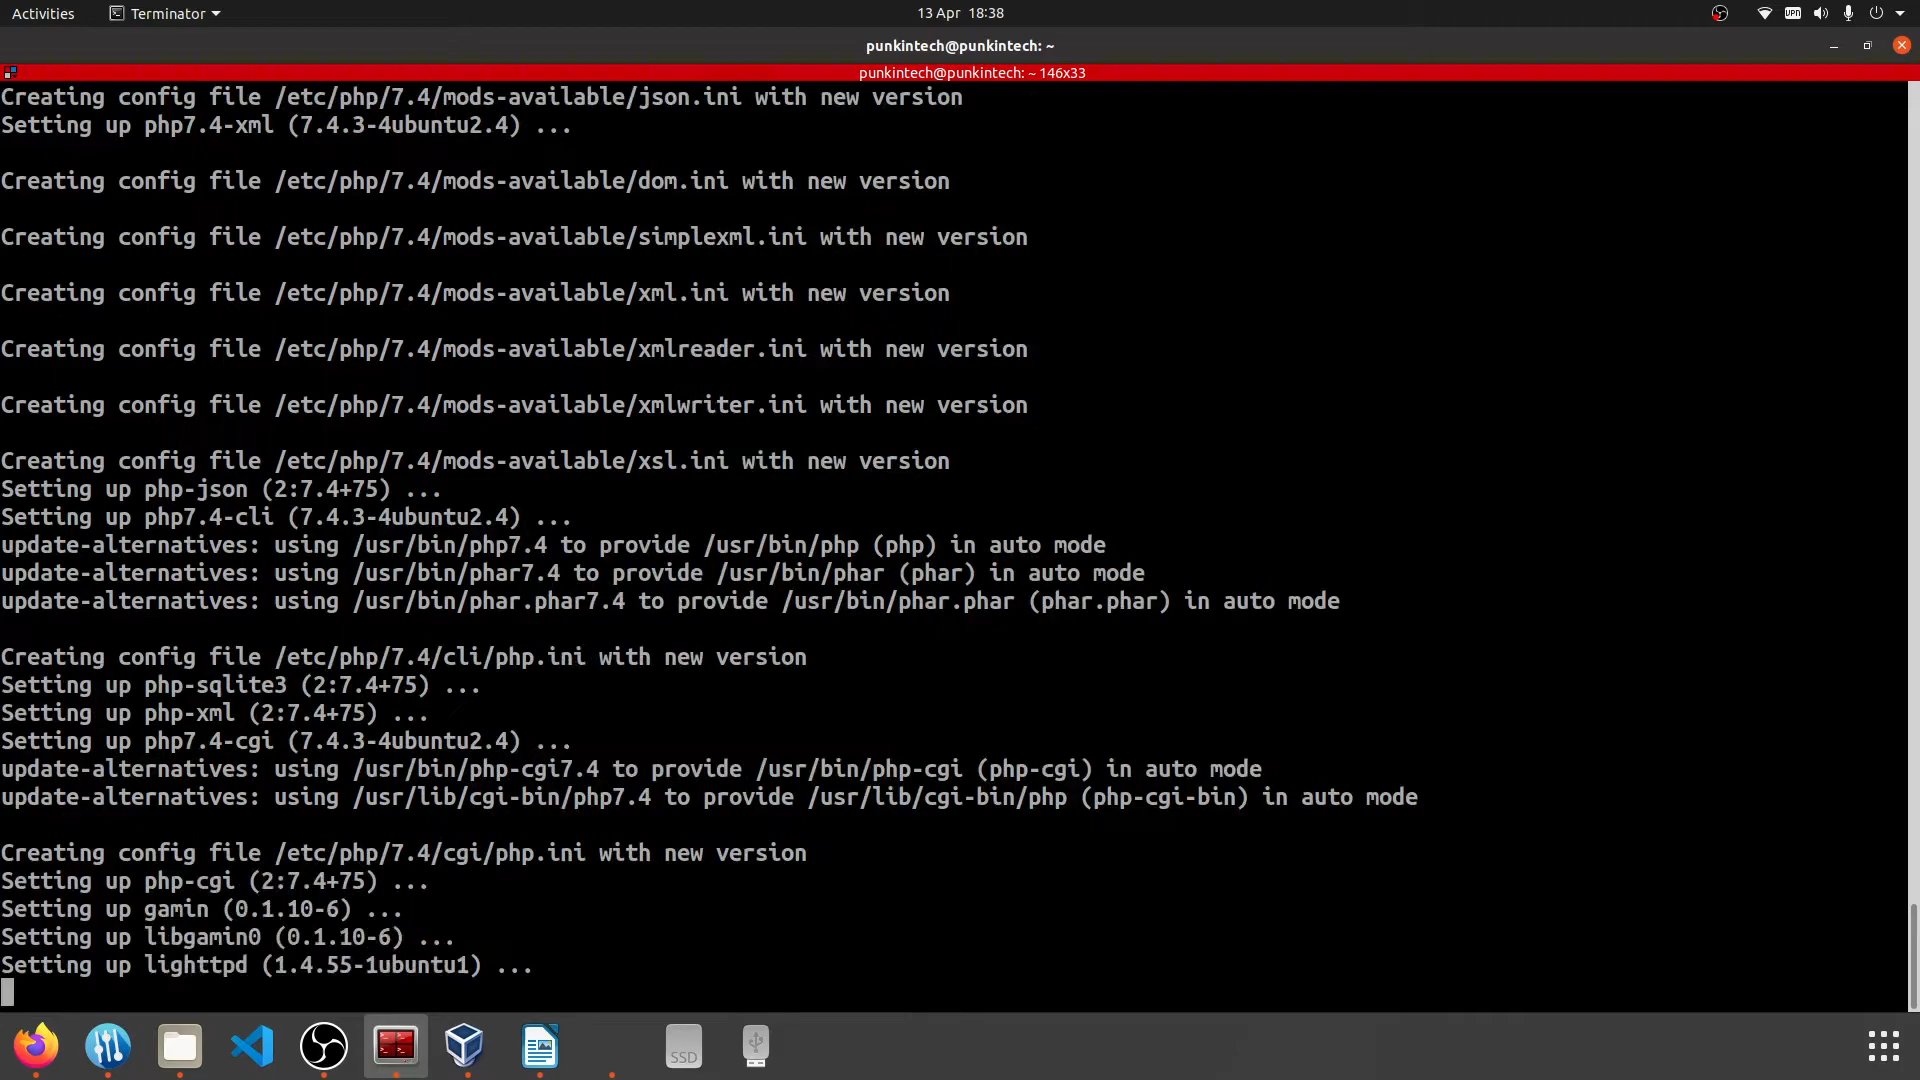 Activities
Terminator
13 Apr 18:38
VPN
punkintech@punkintech: ~
punkintech@punkintech: ~ 146x33
Creating config file /etc/php/7.4/mods-available/json.ini with new version
Setting up php7.4-xml (7.4.3-4ubuntu2.4) ...
Creating config file /etc/php/7.4/mods-available/dom.ini with new version
Creating config file /etc/php/7.4/mods-available/simplexml.ini with new version
Creating config file /etc/php/7.4/mods-available/xml.ini with new version
Creating config file /etc/php/7.4/mods-available/xmlreader.ini with new version
Creating config file /etc/php/7.4/mods-available/xmlwriter.ini with new version
Creating config file /etc/php/7.4/mods-available/xsl.ini with new version
Setting up php-json (2:7.4+75) ...
Setting up php7.4-cli (7.4.3-4ubuntu2.4) ...
update-alternatives: using /usr/bin/php7.4 to provide /usr/bin/php (php) in auto mode
update-alternatives: using /usr/bin/phar7.4 to provide /usr/bin/phar (phar) in auto mode
update-alternatives: using /usr/bin/phar.phar7.4 to provide /usr/bin/phar.phar (phar.phar) in auto mode
Creating config file /etc/php/7.4/cli/php.ini with new version
Setting up php-sqlite3 (2:7.4+75) ...
Setting up php-xml (2:7.4+75) ...
Setting up php7.4-cgi (7.4.3-4ubuntu2.4) ...
update-alternatives: using /usr/bin/php-cgi7.4 to provide /usr/bin/php-cgi (php-cgi) in auto mode
update-alternatives: using /usr/lib/cgi-bin/php7.4 to provide /usr/lib/cgi-bin/php (php-cgi-bin) in auto mode
Creating config file /etc/php/7.4/cgi/php.ini with new version
Setting up php-cgi (2:7.4+75) ...
Setting up gamin (0.1.10-6) ...
Setting up libgamin0 (0.1.10-6) ...
Setting up lighttpd (1.4.55-1ubuntu1) ...
SSD